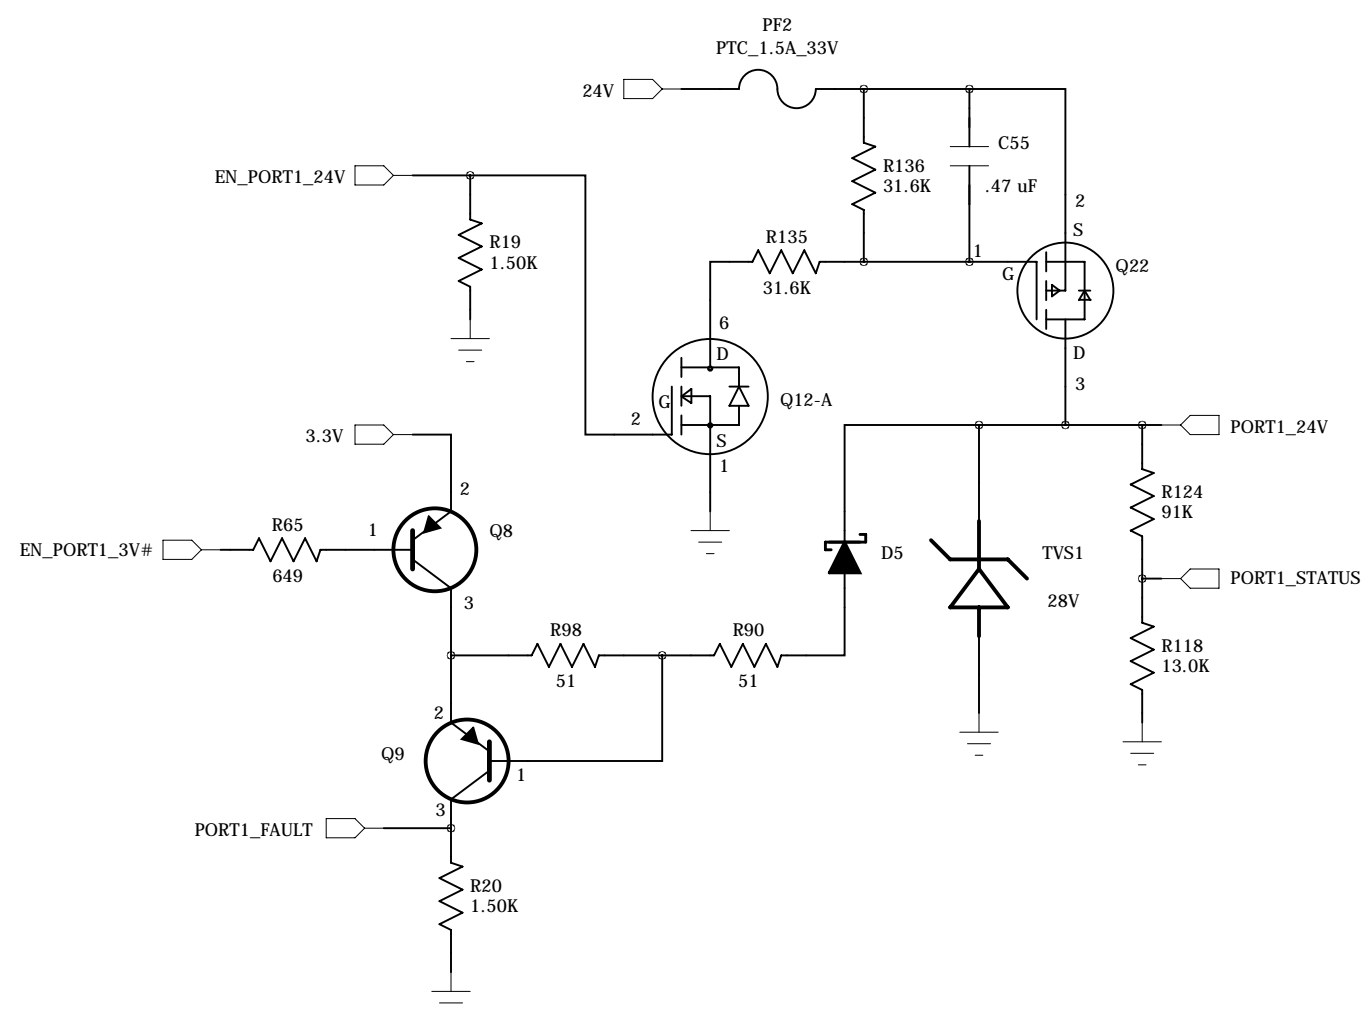 PF2
PTC_1.5A_33V
24V
C55
.47 uF
R136
31.6K
EN_PORT1_24V
R19
1.50K
R135
31.6K
2
S
1
G
Q22
D
3
6
D
G
Q12-A
2
S
1
3.3V
PORT1_24V
2
R65
649
1
Q8
EN_PORT1_3V#
3
R124
91K
D5
TVS1
28V
PORT1_STATUS
R98
51
R90
51
R118
13.0K
2
Q9
1
3
PORT1_FAULT
R20
1.50K